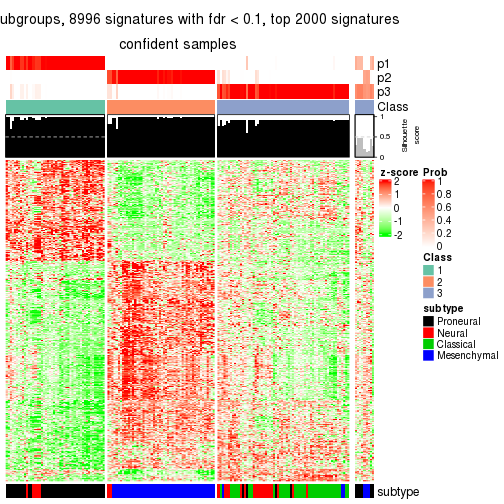 ubgroups, 8996 signatures with fdr < 0.1, top 2000 signatures
confident samples
p1
p2
p3
Class
1
0.5
0
Silhouette
score
z-score
2
1
0
-1
-2
Prob
1
0.8
0.6
0.4
0.2
0
Class
1
2
3
subtype
Proneural
Neural
Classical
Mesenchymal
subtype